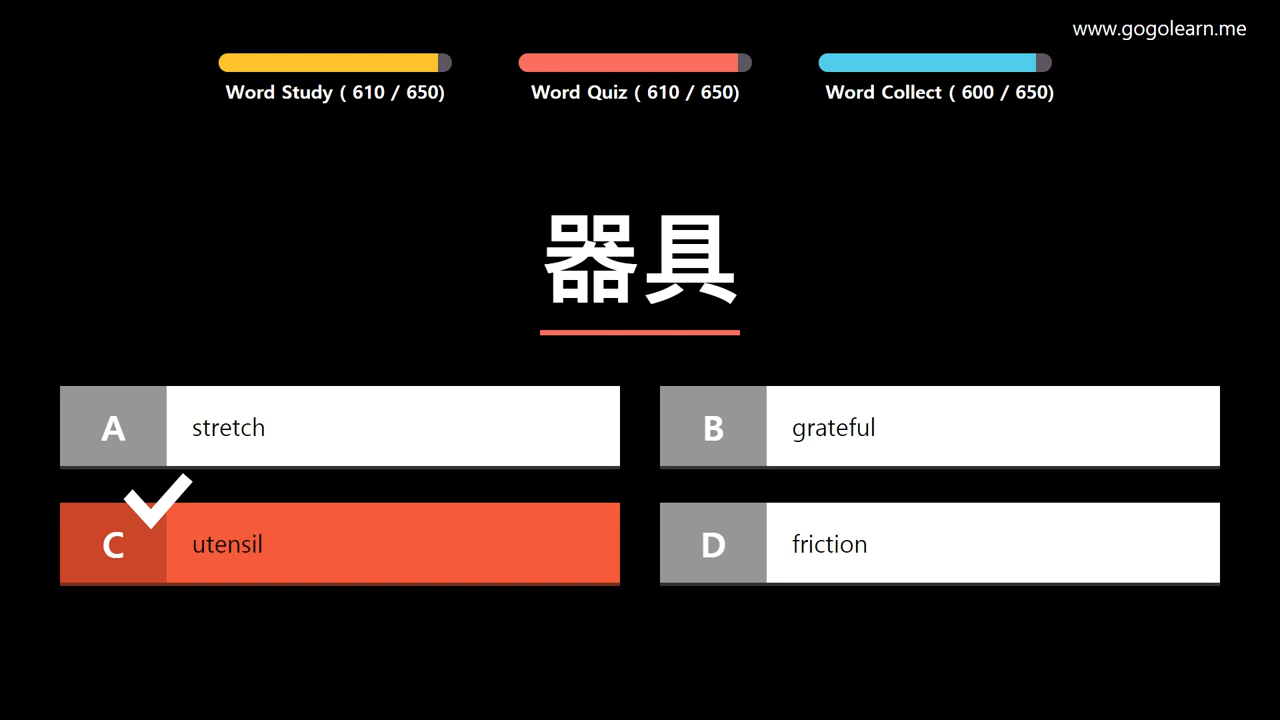 www.gogolearn.me
Word Study ( 610 / 650)
Word Quiz ( 610 / 650)
Word Collect ( 600 / 650)
器具
A stretch
B grateful
C utensil
D friction